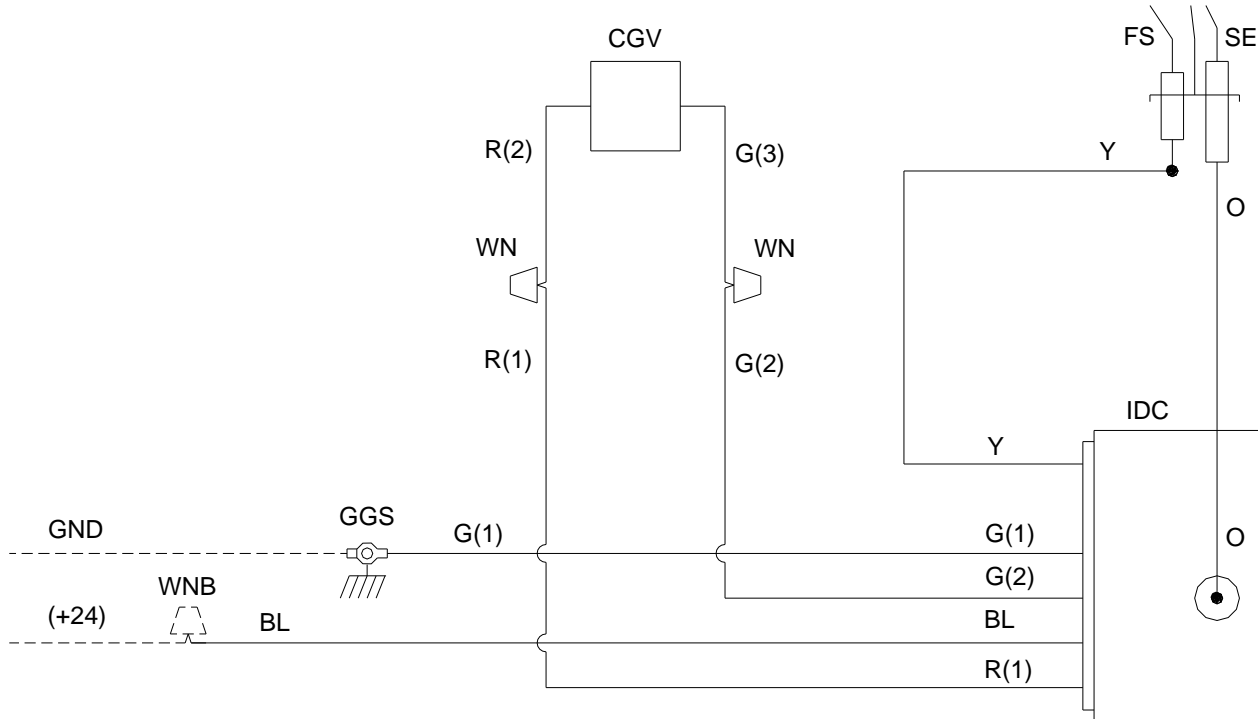 FS
SE
CGV
R(2)
G(3)
Y
O
WN
WN
R(1)
G(2)
IDC
Y
GND
GGS
G(1)
G(1)
O
WNB
G(2)
(+24)
BL
BL
R(1)